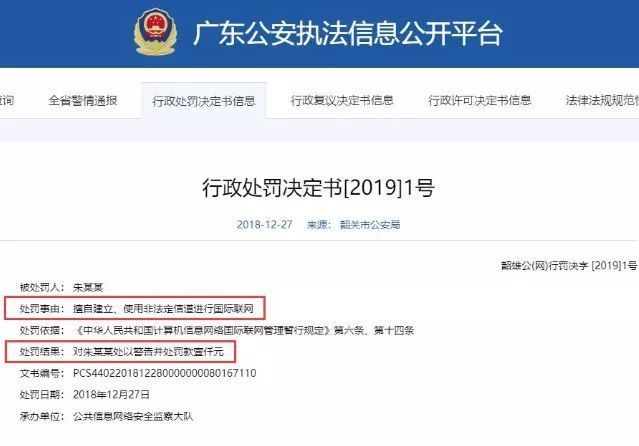 广东公安执法信息公开平台
查询 全省警情通报 行政处罚决定书信息 行政复议决定书信息 行政许可决定书信息 法律法规规范性
行政处罚决定书[2019]1号
2018-12-27 来源： 韶关市公安局
韶雄公(网)行罚决字 [2019]1号
被处罚人： 朱某某
处罚事由： 擅自建立、使用非法定信道进行国际联网
处罚依据： 《中华人民共和国计算机信息网络国际联网管理暂行规定》第六条、第十四条
处罚结果： 对朱某某处以警告并处罚款壹仟元
文书编号： PCS4402201812280000000080167110
处罚日期： 2018年12月27日
承办单位： 公共信息网络安全监察大队